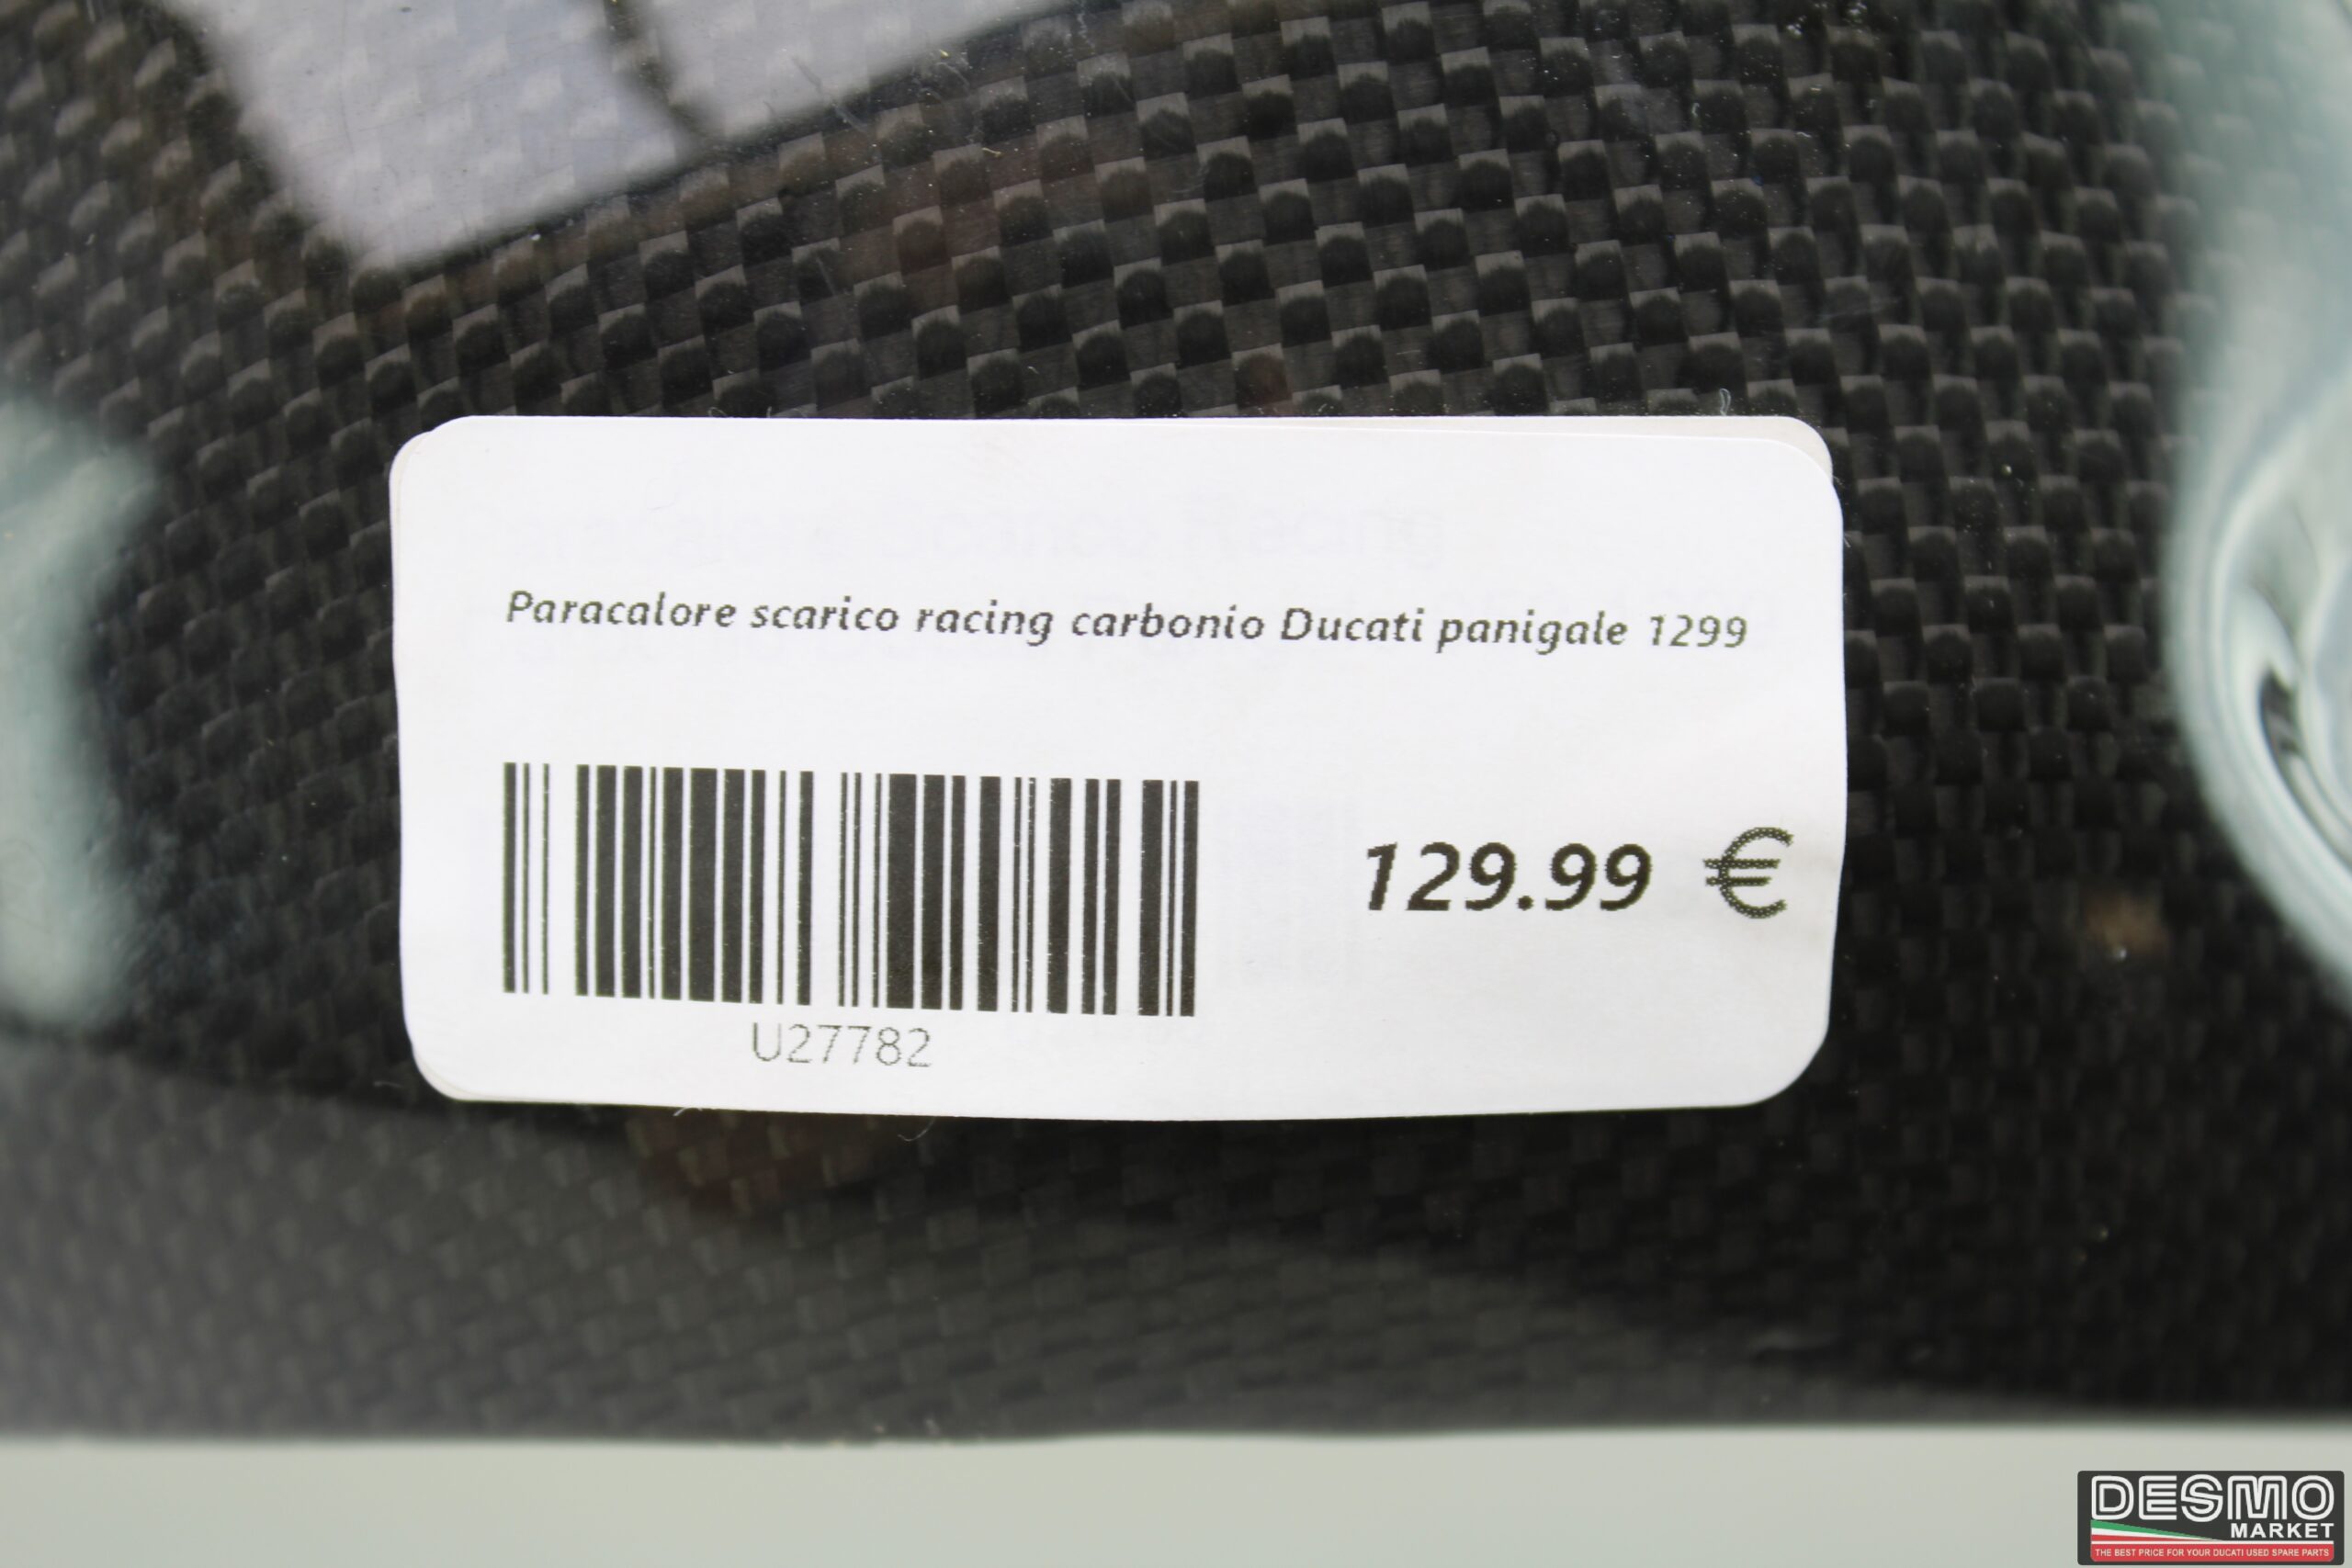 Paracalore scarico racing carbonio Ducati panigale 1299
129.99 €
U27782
DESMO
MARKET
THE BEST PRICE FOR YOUR DUCATI USED SPARE PARTS